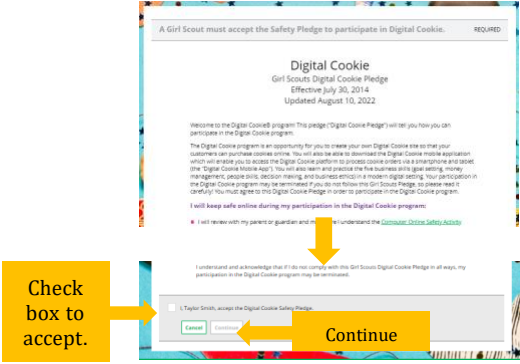 A Girl Scout must accept the Safety Pledge to participate in Digital Cookie. REQUIRED
Digital Cookie
Girl Scouts Digital Cookie Pledge
Effective July 30, 2014
Updated August 10, 2022
Welcome to the Digital Cookie® program! This pledge ("Digital Cookie Pledge") will tell you how you can
participate in the Digital Cookie program.
The Digital Cookie program is an opportunity for you to create your own Digital Cookie site so that your
customers can purchase cookies online. You will also be able to download the Digital Cookie mobile application
which will enable you to access the Digital Cookie platform to process cookie orders via a smartphone and tablet
(the "Digital Cookie Mobile App"). You will also learn and practice the five business skills (goal setting, money
management, people skills, decision making, and business ethics) in a modern digital setting. Your participation in
the Digital Cookie program may be terminated if you do not follow this Girl Scouts Pledge, so please read it
carefully! You must agree to this Digital Cookie Pledge in order to participate in the Digital Cookie program.
I will keep safe online during my participation in the Digital Cookie program:
I will review with my parent or guardian and I understand the Computer Online Safety Activity
I understand and acknowledge that if I do not comply with this Girl Scouts Digital Cookie Pledge in all ways, my
participation in the Digital Cookie program may be terminated.
Check
box to
accept.
I, Taylor Smith, accept the Digital Cookie Safety Pledge.
Cancel Continue
Continue